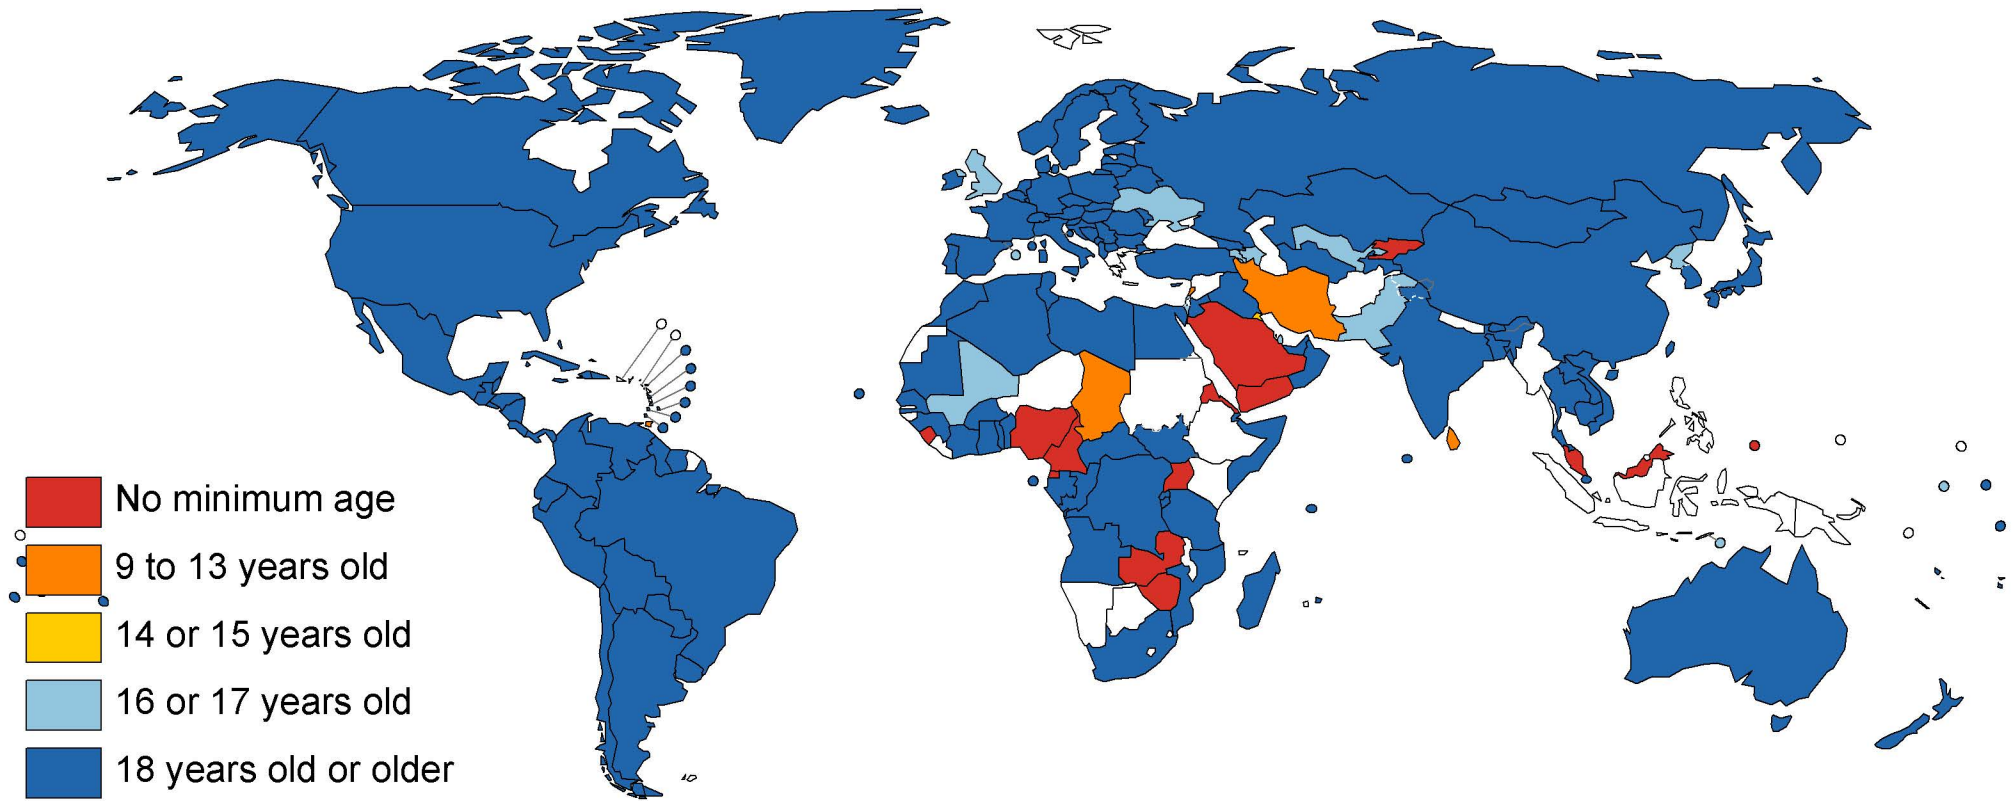 No minimum age
9 to 13 years old
14 or 15 years old
16 or 17 years old
18 years old or older